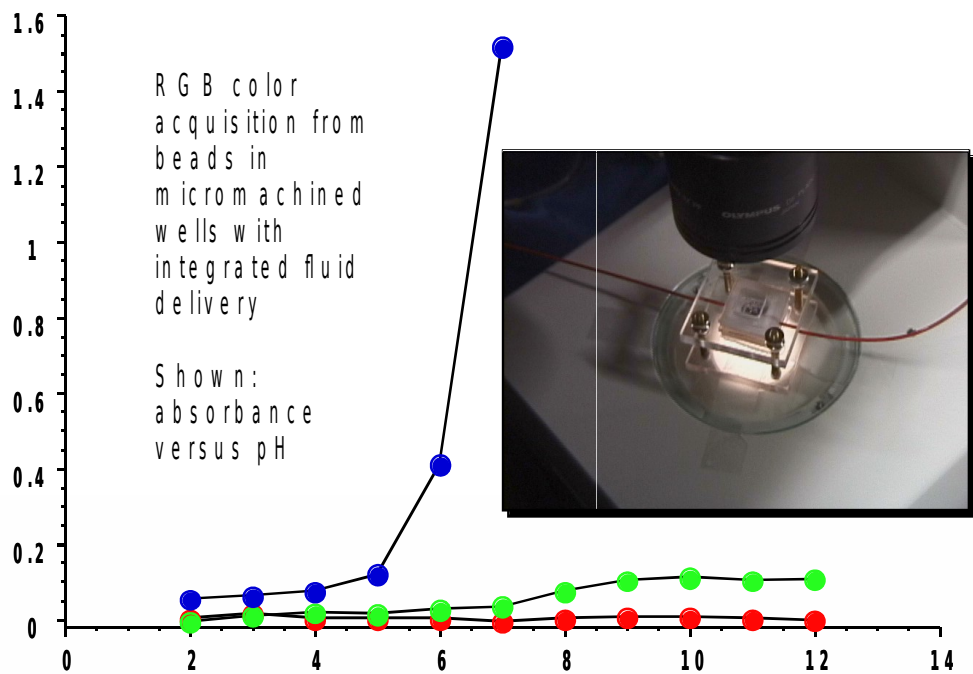 1.6
1.4
1.2
1
0.8
0.6
0.4
0.2
0
RGB color
acquisition from
beads in
micromachined
wells with
integrated fluid
delivery
Shown:
absorbance
versus pH
OLYMPUS
0 2 4 6 8 10 12 14